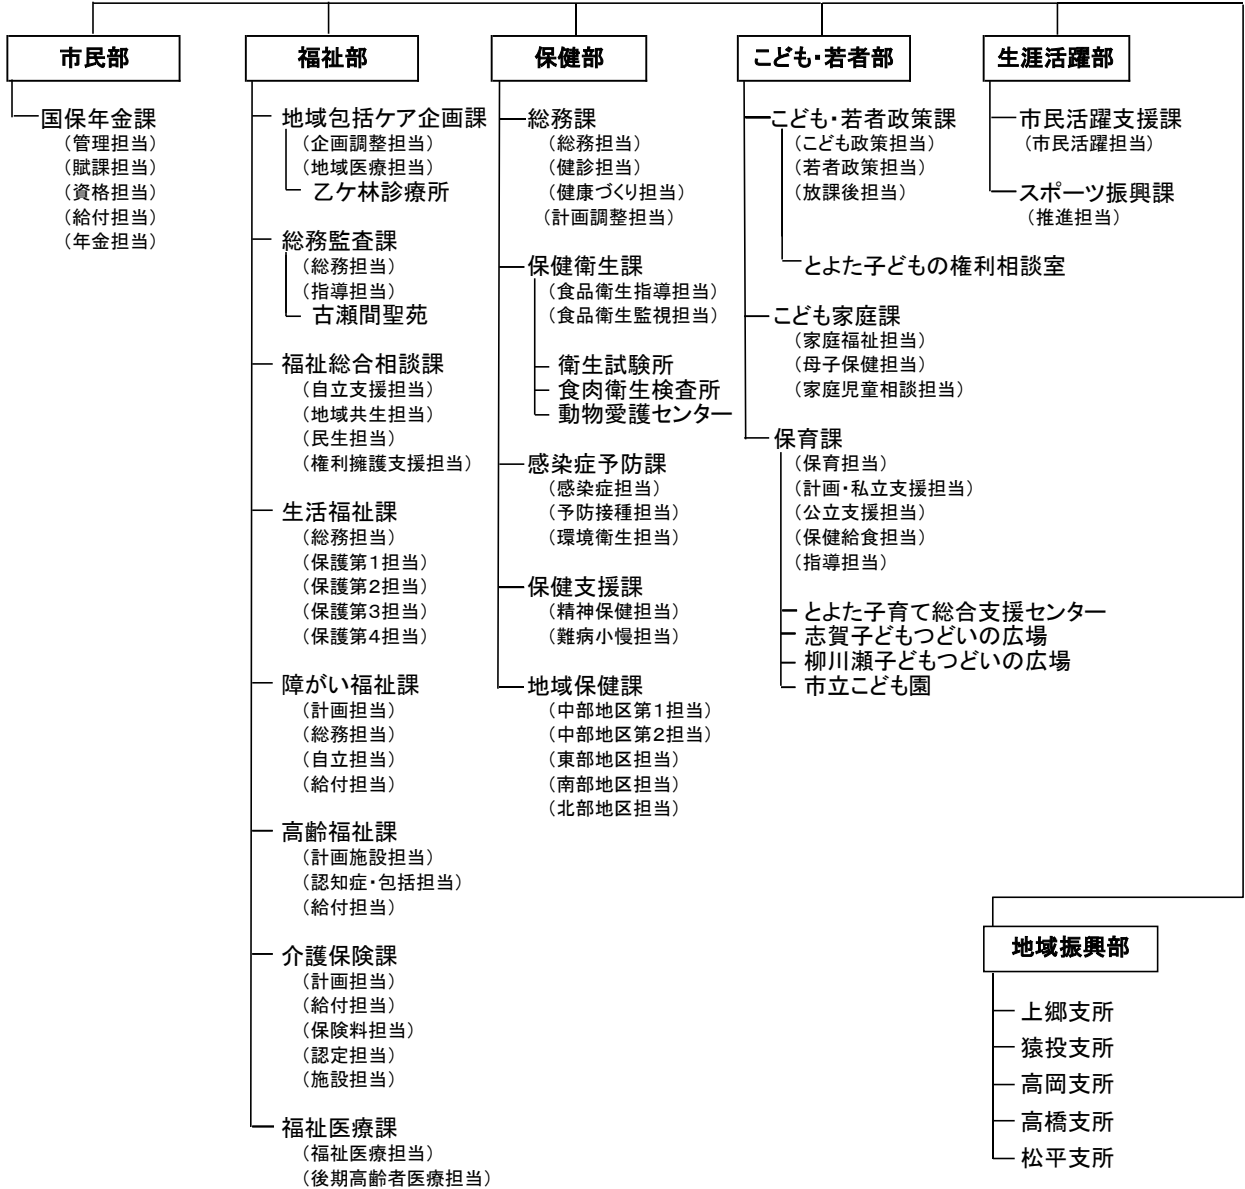 市民部
国保年金課
（管理担当）
（賦課担当）
（資格担当）
（給付担当）
（年金担当）
福祉部
地域包括ケア企画課
（企画調整担当）
（地域医療担当）
乙ケ林診療所
総務監査課
（総務担当）
（指導担当）
古瀬間聖苑
福祉総合相談課
（自立支援担当）
（地域共生担当）
（民生担当）
（権利擁護支援担当）
生活福祉課
（総務担当）
（保護第1担当）
（保護第2担当）
（保護第3担当）
（保護第4担当）
障がい福祉課
（計画担当）
（総務担当）
（自立担当）
（給付担当）
高齢福祉課
（計画施設担当）
（認知症・包括担当）
（給付担当）
介護保険課
（計画担当）
（給付担当）
（保険料担当）
（認定担当）
（施設担当）
福祉医療課
（福祉医療担当）
（後期高齢者医療担当）
保健部
総務課
（総務担当）
（健診担当）
（健康づくり担当）
（計画調整担当）
保健衛生課
（食品衛生指導担当）
（食品衛生監視担当）
衛生試験所
食肉衛生検査所
動物愛護センター
感染症予防課
（感染症担当）
（予防接種担当）
（環境衛生担当）
保健支援課
（精神保健担当）
（難病小慢担当）
地域保健課
（中部地区第1担当）
（中部地区第2担当）
（東部地区担当）
（南部地区担当）
（北部地区担当）
こども・若者部
こども・若者政策課
（こども政策担当）
（若者政策担当）
（放課後担当）
とよた子どもの権利相談室
こども家庭課
（家庭福祉担当）
（母子保健担当）
（家庭児童相談担当）
保育課
（保育担当）
（計画・私立支援担当）
（公立支援担当）
（保健給食担当）
（指導担当）
とよた子育て総合支援センター
志賀子どもつどいの広場
柳川瀬子どもつどいの広場
市立こども園
生涯活躍部
市民活躍支援課
（市民活躍担当）
スポーツ振興課
（推進担当）
地域振興部
上郷支所
猿投支所
高岡支所
高橋支所
松平支所